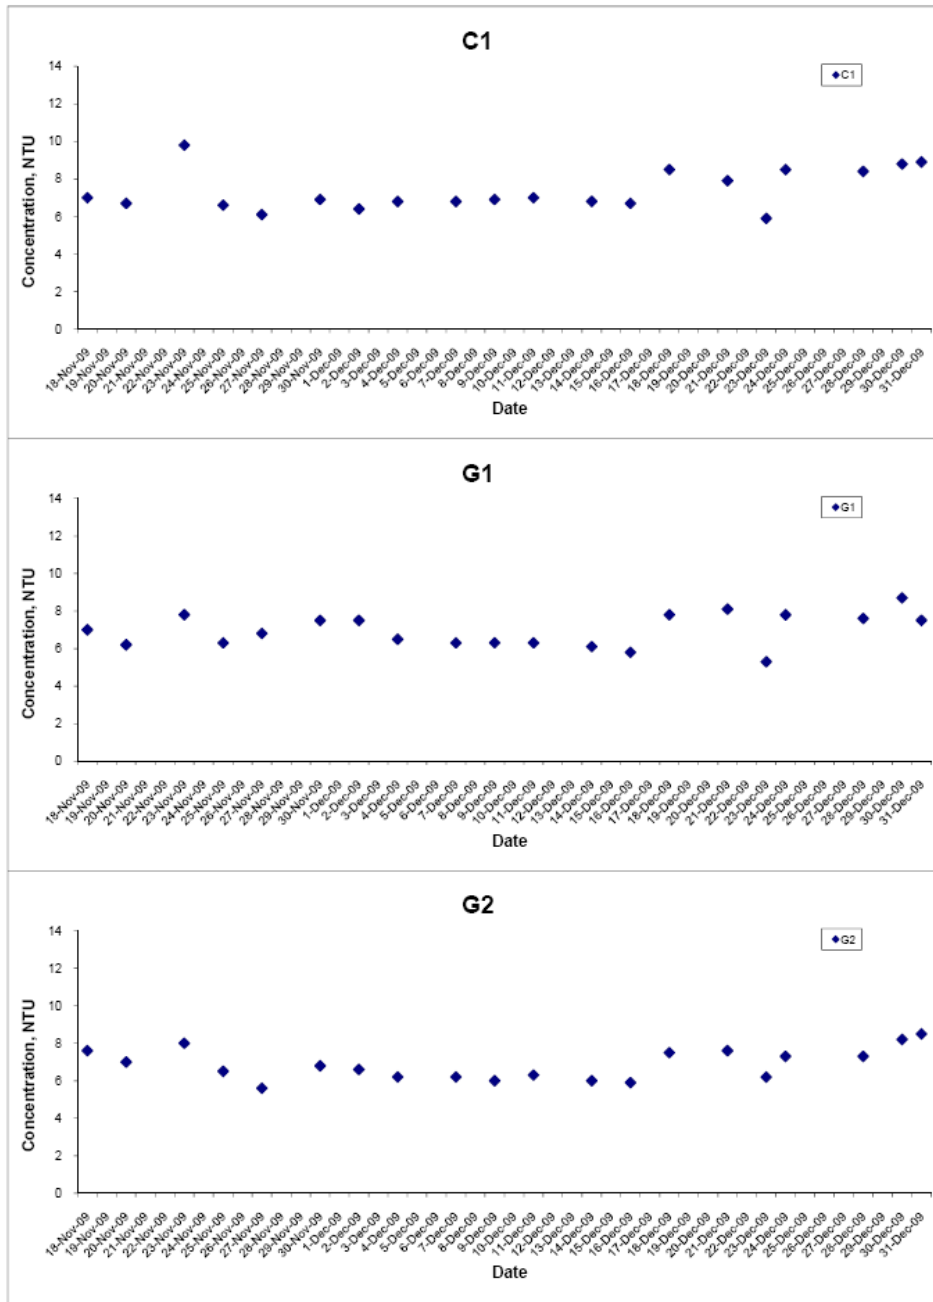 C1
C1
Concentration, NTU
14
12
10
8
6
4
2
0
18-Nov-09 19-Nov-09 20-Nov-09 21-Nov-09 22-Nov-09 23-Nov-09 24-Nov-09 25-Nov-09 26-Nov-09 27-Nov-09 28-Nov-09 29-Nov-09 30-Nov-09 1-Dec-09 2-Dec-09 3-Dec-09 4-Dec-09 5-Dec-09 6-Dec-09 7-Dec-09 8-Dec-09 9-Dec-09 10-Dec-09 11-Dec-09 12-Dec-09 13-Dec-09 14-Dec-09 15-Dec-09 16-Dec-09 17-Dec-09 18-Dec-09 19-Dec-09 20-Dec-09 21-Dec-09 22-Dec-09 23-Dec-09 24-Dec-09 25-Dec-09 26-Dec-09 27-Dec-09 28-Dec-09 29-Dec-09 30-Dec-09 31-Dec-09
Date
G1
G1
Concentration, NTU
14
12
10
8
6
4
2
0
18-Nov-09 19-Nov-09 20-Nov-09 21-Nov-09 22-Nov-09 23-Nov-09 24-Nov-09 25-Nov-09 26-Nov-09 27-Nov-09 28-Nov-09 29-Nov-09 30-Nov-09 1-Dec-09 2-Dec-09 3-Dec-09 4-Dec-09 5-Dec-09 6-Dec-09 7-Dec-09 8-Dec-09 9-Dec-09 10-Dec-09 11-Dec-09 12-Dec-09 13-Dec-09 14-Dec-09 15-Dec-09 16-Dec-09 17-Dec-09 18-Dec-09 19-Dec-09 20-Dec-09 21-Dec-09 22-Dec-09 23-Dec-09 24-Dec-09 25-Dec-09 26-Dec-09 27-Dec-09 28-Dec-09 29-Dec-09 30-Dec-09 31-Dec-09
Date
G2
G2
Concentration, NTU
14
12
10
8
6
4
2
0
18-Nov-09 19-Nov-09 20-Nov-09 21-Nov-09 22-Nov-09 23-Nov-09 24-Nov-09 25-Nov-09 26-Nov-09 27-Nov-09 28-Nov-09 29-Nov-09 30-Nov-09 1-Dec-09 2-Dec-09 3-Dec-09 4-Dec-09 5-Dec-09 6-Dec-09 7-Dec-09 8-Dec-09 9-Dec-09 10-Dec-09 11-Dec-09 12-Dec-09 13-Dec-09 14-Dec-09 15-Dec-09 16-Dec-09 17-Dec-09 18-Dec-09 19-Dec-09 20-Dec-09 21-Dec-09 22-Dec-09 23-Dec-09 24-Dec-09 25-Dec-09 26-Dec-09 27-Dec-09 28-Dec-09 29-Dec-09 30-Dec-09 31-Dec-09
Date